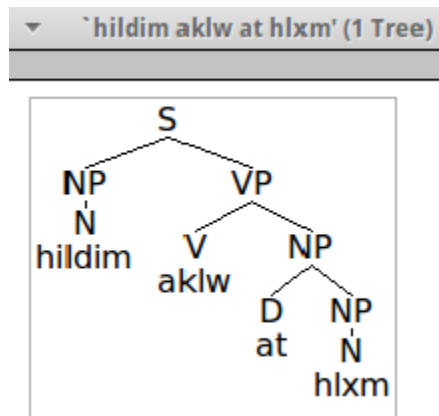 `hildim aklw at hlxm' (1 Tree)
S
NP VP
N V NP
hildim aklw
D NP
at N
hlxm